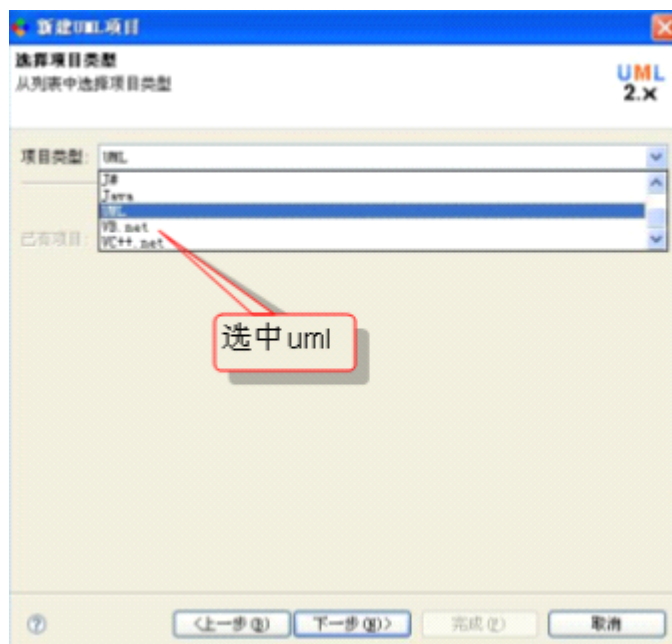 新建UML项目
选择项目类型
从列表中选择项目类型
UML
2.x
项目类型: UML
J#
Java
UML
VB.net
已有项目: VC++.net
选中uml
<上一步(B) 下一步(N)> 完成(F) 取消